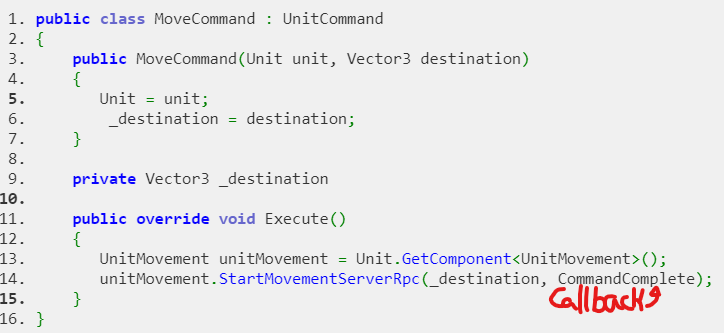 1. public class MoveCommand : UnitCommand
2. {
3.     public MoveCommand(Unit unit, Vector3 destination)
4.     {
5.        Unit = unit;
6.         _destination = destination;
7.     }
8.
9.     private Vector3 _destination
10.
11.     public override void Execute()
12.     {
13.        UnitMovement unitMovement = Unit.GetComponent<UnitMovement>();
14.        unitMovement.StartMovementServerRpc(_destination, CommandComplete);
Callback?
15.     }
16. }